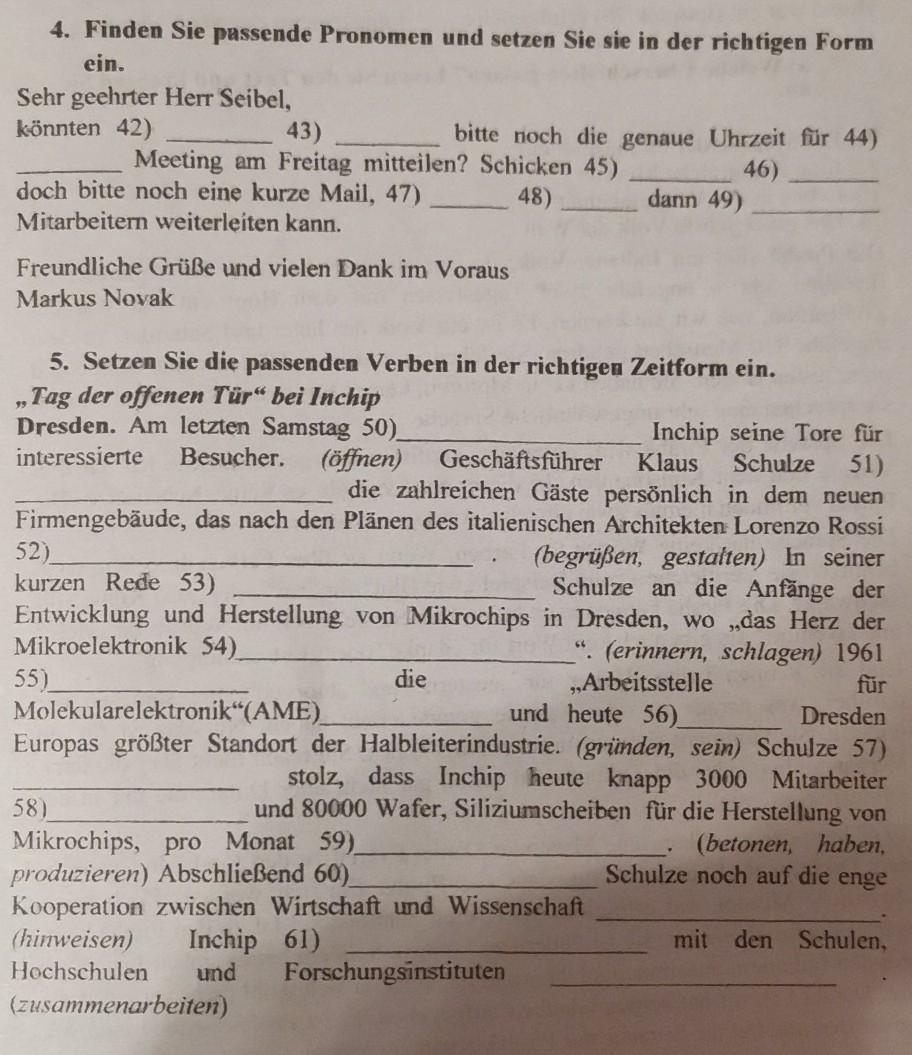 4. Finden Sie passende Pronomen und setzen Sie sie in der richtigen Form
ein.
Sehr geehrter Herr Seibel,
könnten 42) ________ 43) ________ bitte noch die genaue Uhrzeit für 44)
________ Meeting am Freitag mitteilen? Schicken 45) ________ 46) ________
doch bitte noch eine kurze Mail, 47) ______ 48) ______ dann 49) __________
Mitarbeitern weiterleiten kann.
Freundliche Grüße und vielen Dank im Voraus
Markus Novak
5. Setzen Sie die passenden Verben in der richtigen Zeitform ein.
„Tag der offenen Tür“ bei Inchip
Dresden. Am letzten Samstag 50)____________________ Inchip seine Tore für
interessierte Besucher. (öffnen) Geschäftsführer Klaus Schulze 51)
__________________________ die zahlreichen Gäste persönlich in dem neuen
Firmengebäude, das nach den Plänen des italienischen Architekten Lorenzo Rossi
52)__________________________________ . (begrüßen, gestalten) In seiner
kurzen Rede 53) ________________________ Schulze an die Anfänge der
Entwicklung und Herstellung von Mikrochips in Dresden, wo „das Herz der
Mikroelektronik 54)___________________________“. (erinnern, schlagen) 1961
55)________________ die „Arbeitsstelle für
Molekularelektronik“(AME)______________ und heute 56)________ Dresden
Europas größter Standort der Halbleiterindustrie. (gründen, sein) Schulze 57)
__________________ stolz, dass Inchip heute knapp 3000 Mitarbeiter
58)________________ und 80000 Wafer, Siliziumscheiben für die Herstellung von
Mikrochips, pro Monat 59)_________________________. (betonen, haben,
produzieren) Abschließend 60)____________________ Schulze noch auf die enge
Kooperation zwischen Wirtschaft und Wissenschaft _______________________.
(hinweisen) Inchip 61) ________________________ mit den Schulen,
Hochschulen und Forschungsinstituten _______________________ .
(zusammenarbeiten)